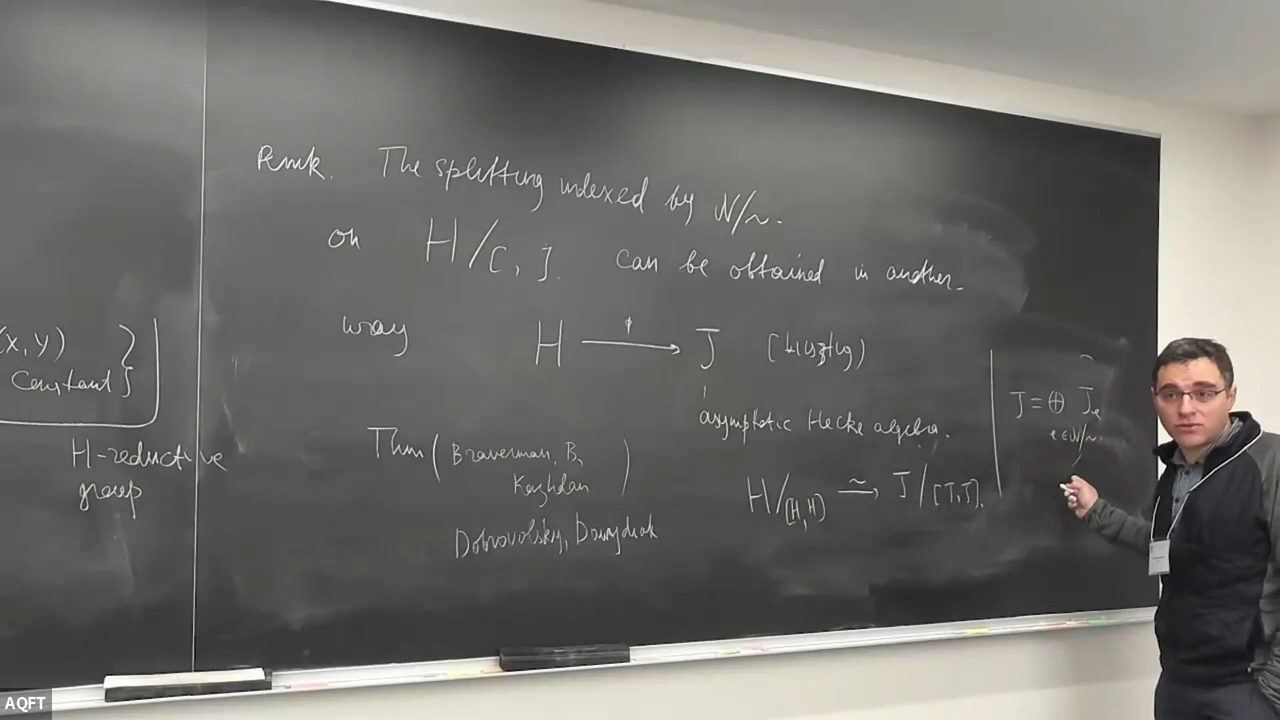 (x, y) }
Constant }
H-reductive
group
Rmk. The splitting indexed by N/~.
on H/[ , ]. can be obtained in another
way H —ϕ→ J (Lusztig)
asymptotic Hecke algebra.
J = ⊕ J_e
e ∈ N/~
Thm ( Braverman, B,
Kazhdan )
H/[H,H] ≃→ J/[J,J].
Dobrovolsky, Dawydiak
AQFT